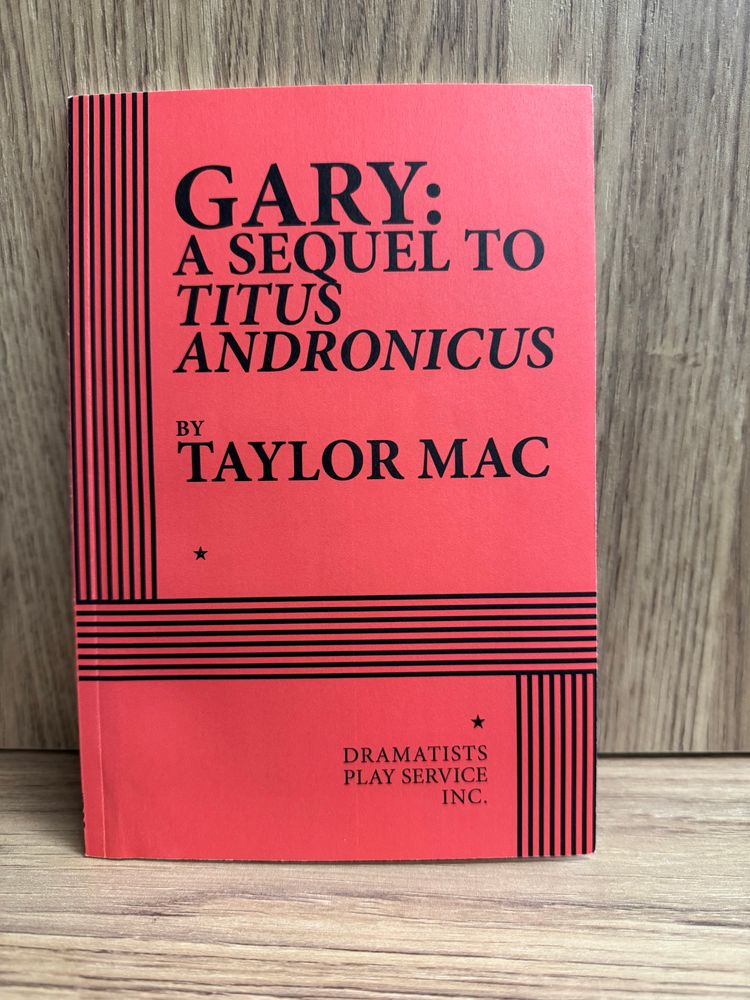 GARY:
A SEQUEL TO
TITUS
ANDRONICUS
BY
TAYLOR MAC
DRAMATISTS
PLAY SERVICE
INC.